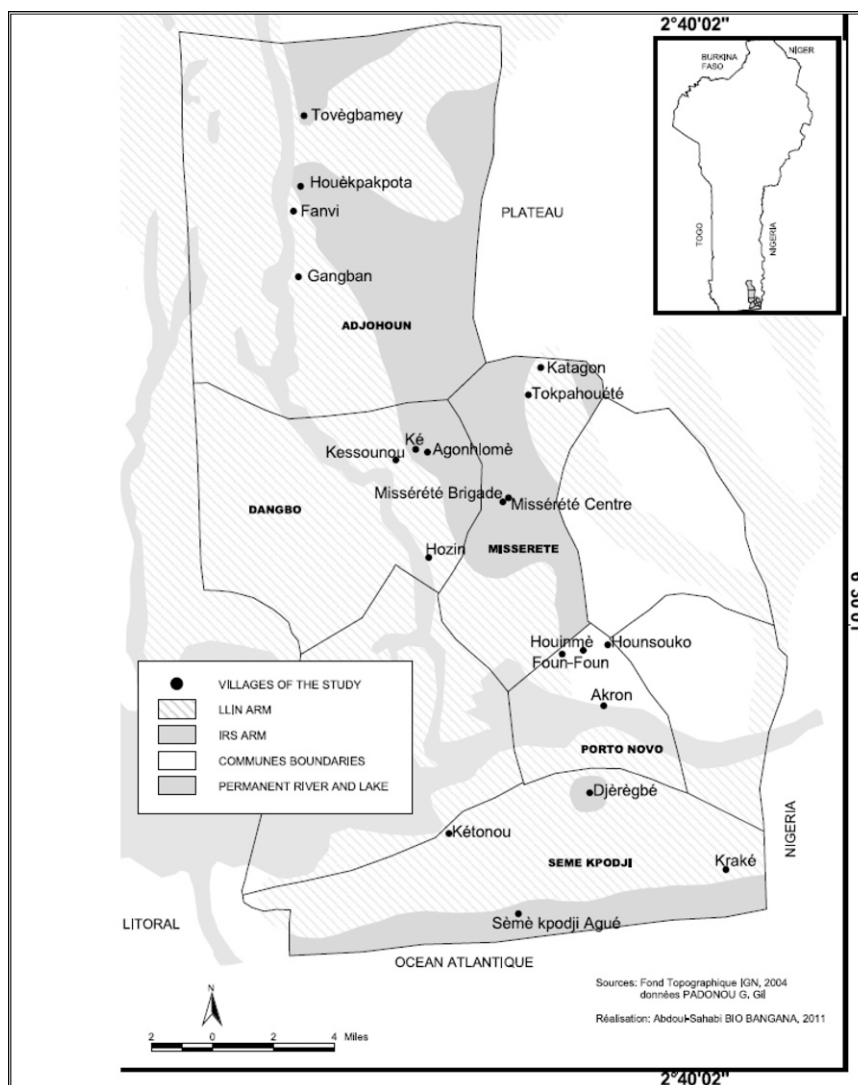 2°40'02"
BURKINA
FASO
NIGER
TOGO
NIGERIA
Tovègbamey
Houèkpakpota
Fanvi
PLATEAU
Gangban
ADJOHOUN
Katagon
Tokpahouété
Ké
Agonhlomè
Kessounou
Missérété Brigade
Missérété Centre
DANGBO
MISSERETE
Hozin
Houinmè
Hounsouko
Foun-Foun
Akron
PORTO NOVO
VILLAGES OF THE STUDY
LLIN ARM
IRS ARM
COMMUNES BOUNDARIES
PERMANENT RIVER AND LAKE
Djèrègbé
NIGERIA
Kétonou
SEME KPODJI
Kraké
LITORAL
Sèmè kpodji Agué
OCEAN ATLANTIQUE
Sources: Fond Topographique IGN, 2004
données PADONOU G. Gil
Réalisation: Abdoul-Sahabi BIO BANGANA, 2011
N
2 0 2 4 Miles
2°40'02"